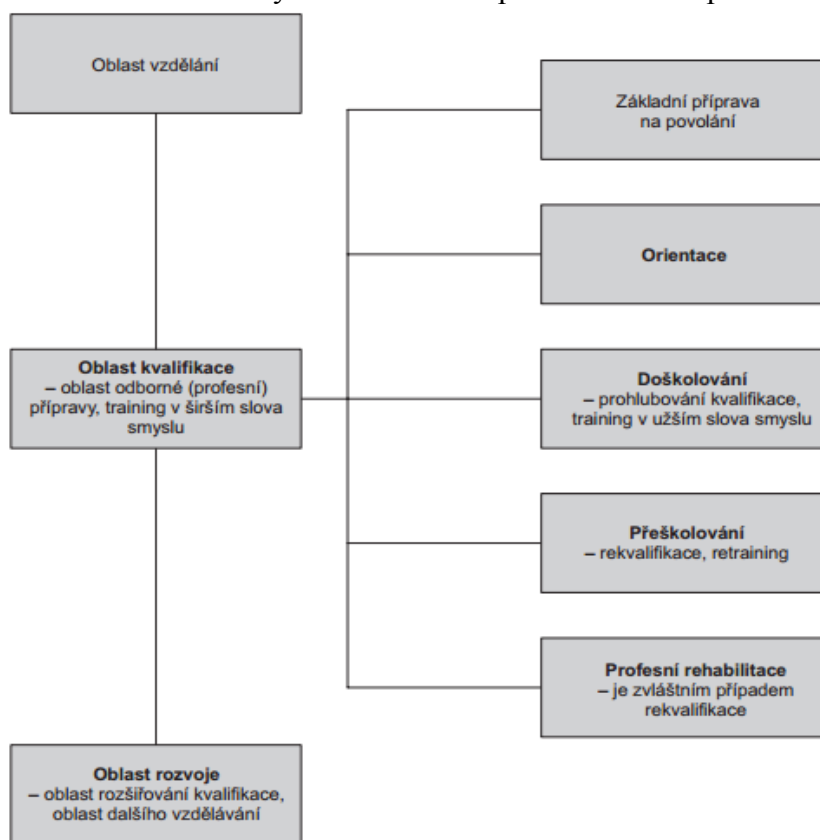 Oblast vzdělání
Základní příprava
na povolání
Orientace
Oblast kvalifikace
– oblast odborné (profesní)
přípravy, training v širším slova
smyslu
Doškolování
– prohlubování kvalifikace,
training v užším slova smyslu
Přeškolování
– rekvalifikace, retraining
Profesní rehabilitace
– je zvláštním případem
rekvalifikace
Oblast rozvoje
– oblast rozšiřování kvalifikace,
oblast dalšího vzdělávání